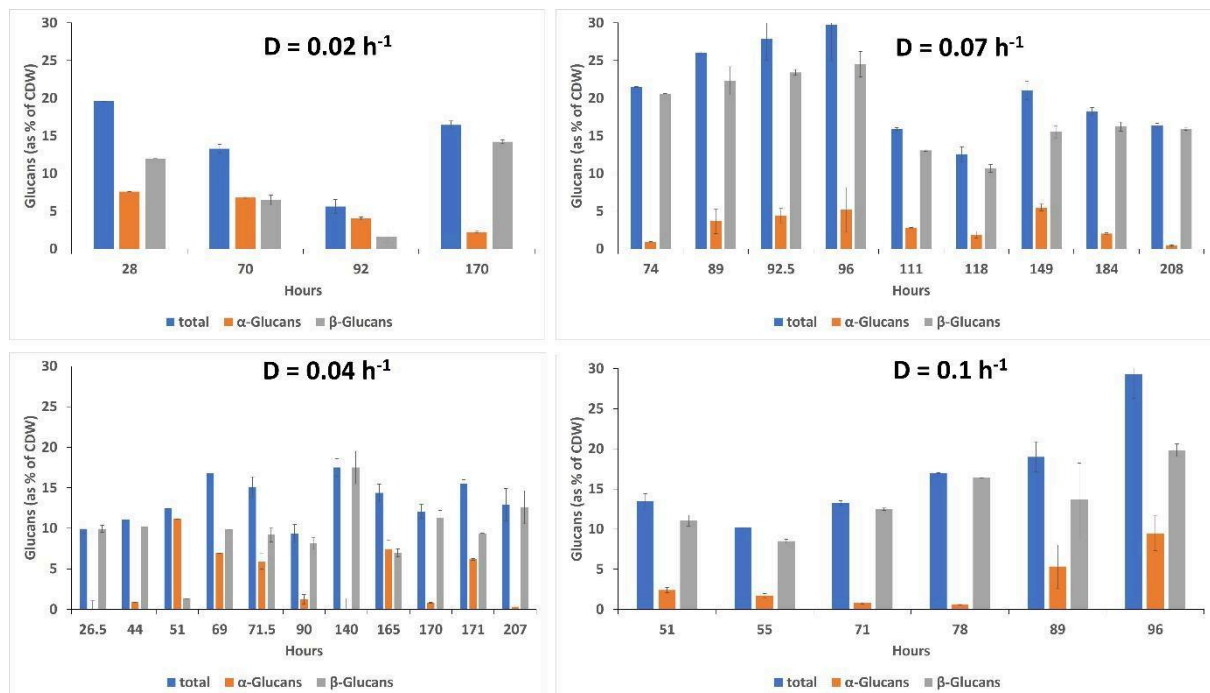 D = 0.02 h-1
Glucans (as % of CDW)
30
25
20
15
10
5
0
28 70 92 170
Hours
total α-Glucans β-Glucans
D = 0.07 h-1
Glucans (as % of CDW)
30
25
20
15
10
5
0
74 89 92.5 96 111 118 149 184 208
Hours
total α-Glucans β-Glucans
D = 0.04 h-1
Glucans (as % of CDW)
30
25
20
15
10
5
0
26.5 44 51 69 71.5 90 140 165 170 171 207
Hours
total α-Glucans β-Glucans
D = 0.1 h-1
Glucans (as % of CDW)
30
25
20
15
10
5
0
51 55 71 78 89 96
Hours
total α-Glucans β-Glucans